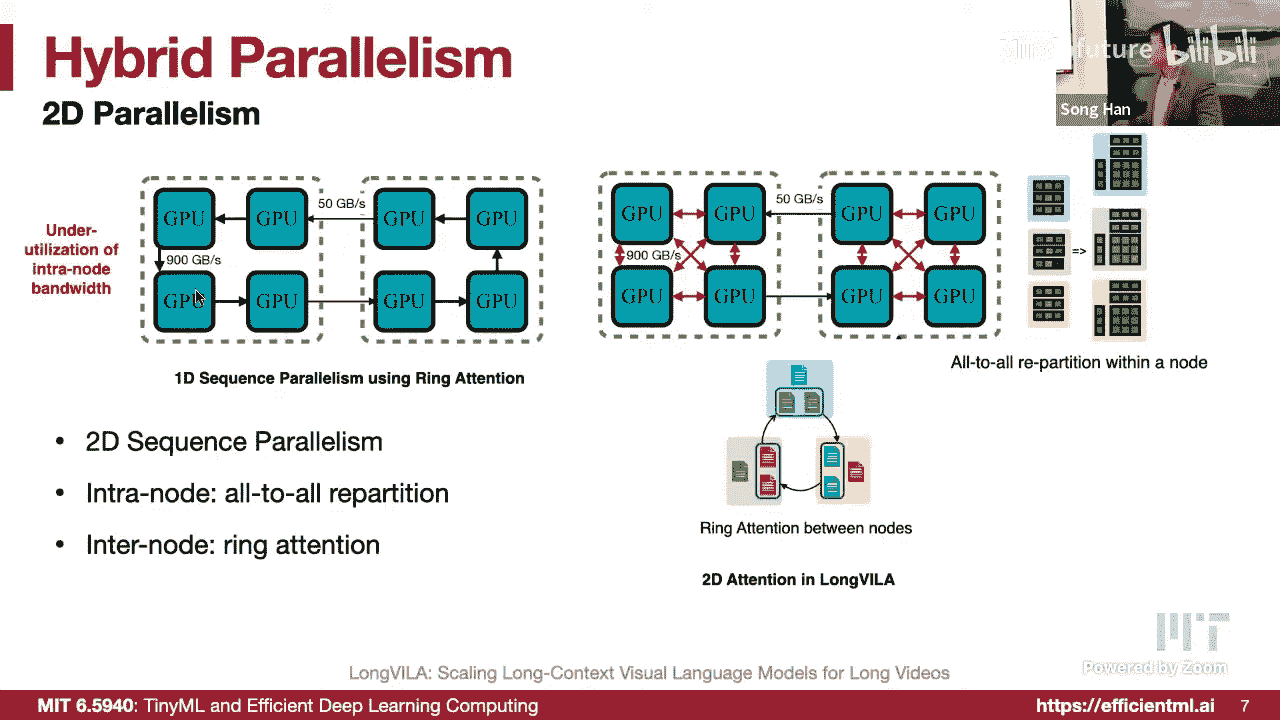 Hybrid Parallelism
2D Parallelism
future bilibili
Song Han
Under-
utilization of
intra-node
bandwidth
GPU GPU 50 GB/s GPU GPU
900 GB/s
GPU GPU GPU GPU
1D Sequence Parallelism using Ring Attention
GPU GPU 50 GB/s GPU GPU
900 GB/s
GPU GPU GPU GPU
=>
All-to-all re-partition within a node
• 2D Sequence Parallelism
• Intra-node: all-to-all repartition
• Inter-node: ring attention
Ring Attention between nodes
2D Attention in LongVILA
MIT
Powered by Zoom
LongVILA: Scaling Long-Context Visual Language Models for Long Videos
MIT 6.5940: TinyML and Efficient Deep Learning Computing
https://efficientml.ai 7